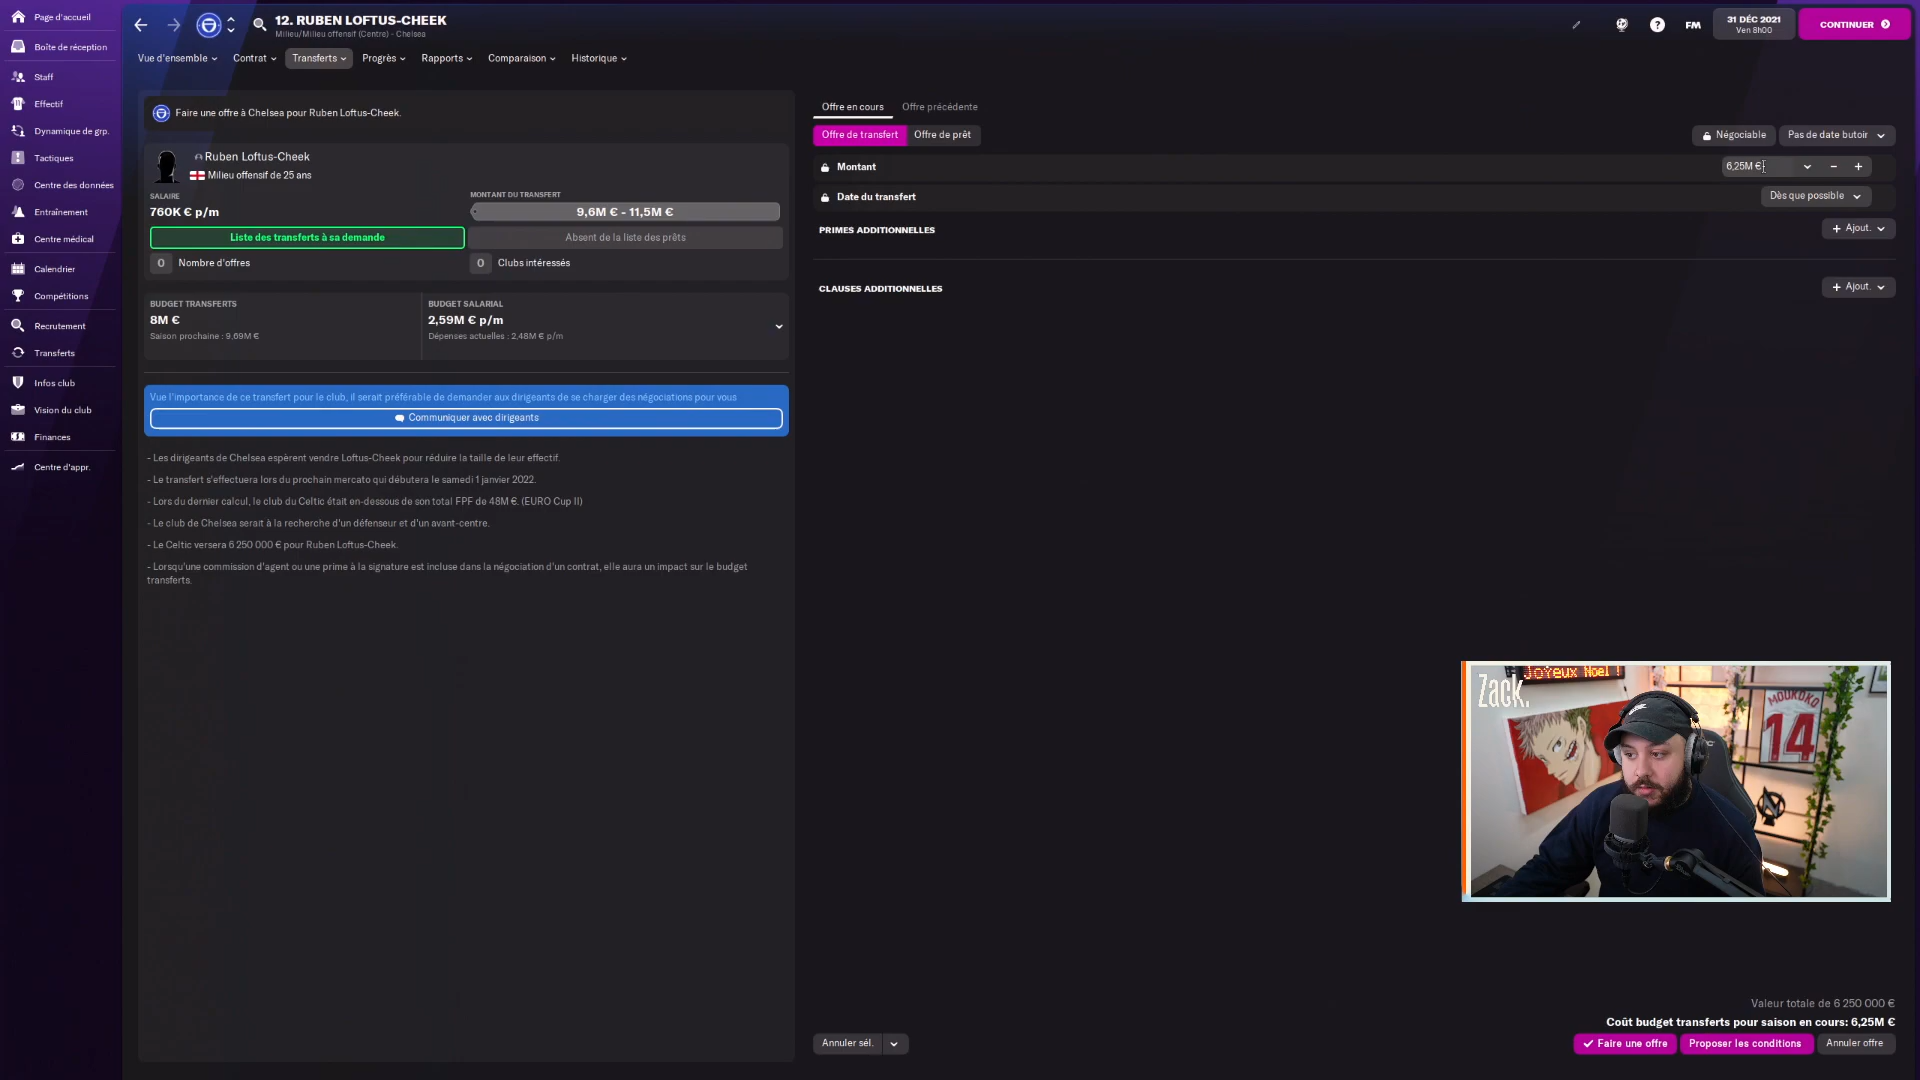 Page d'accueil
Boîte de réception
Staff
Effectif
Dynamique de grp.
Tactiques
Centre des données
Entraînement
Centre médical
Calendrier
Compétitions
Recrutement
Transferts
Infos club
Vision du club
Finances
Centre d'appr.
12. RUBEN LOFTUS-CHEEK
Milieu/Milieu offensif (Centre) - Chelsea
FM
31 DÉC 2021
Ven 8h00
CONTINUER
Vue d'ensemble
Contrat
Transferts
Progrès
Rapports
Comparaison
Historique
Faire une offre à Chelsea pour Ruben Loftus-Cheek.
Ruben Loftus-Cheek
Milieu offensif de 25 ans
SALAIRE
760K € p/m
MONTANT DU TRANSFERT
9,6M € - 11,5M €
Liste des transferts à sa demande
Absent de la liste des prêts
0 Nombre d'offres
0 Clubs intéressés
BUDGET TRANSFERTS
8M €
Saison prochaine : 9,69M €
BUDGET SALARIAL
2,59M € p/m
Dépenses actuelles : 2,48M € p/m
Vue l'importance de ce transfert pour le club, il serait préférable de demander aux dirigeants de se charger des négociations pour vous
Communiquer avec dirigeants
- Les dirigeants de Chelsea espèrent vendre Loftus-Cheek pour réduire la taille de leur effectif.
- Le transfert s'effectuera lors du prochain mercato qui débutera le samedi 1 janvier 2022.
- Lors du dernier calcul, le club du Celtic était en-dessous de son total FPF de 48M €. (EURO Cup II)
- Le club de Chelsea serait à la recherche d'un défenseur et d'un avant-centre.
- Le Celtic versera 6 250 000 € pour Ruben Loftus-Cheek.
- Lorsqu'une commission d'agent ou une prime à la signature est incluse dans la négociation d'un contrat, elle aura un impact sur le budget
transferts.
Offre en cours
Offre précédente
Offre de transfert
Offre de prêt
Négociable
Pas de date butoir
Montant
6,25M €
Date du transfert
Dès que possible
PRIMES ADDITIONNELLES
+ Ajout.
CLAUSES ADDITIONNELLES
+ Ajout.
Joyeux Noel !
Zack.
MOUKOKO
14
Valeur totale de 6 250 000 €
Coût budget transferts pour saison en cours: 6,25M €
Annuler sél.
Faire une offre
Proposer les conditions
Annuler offre